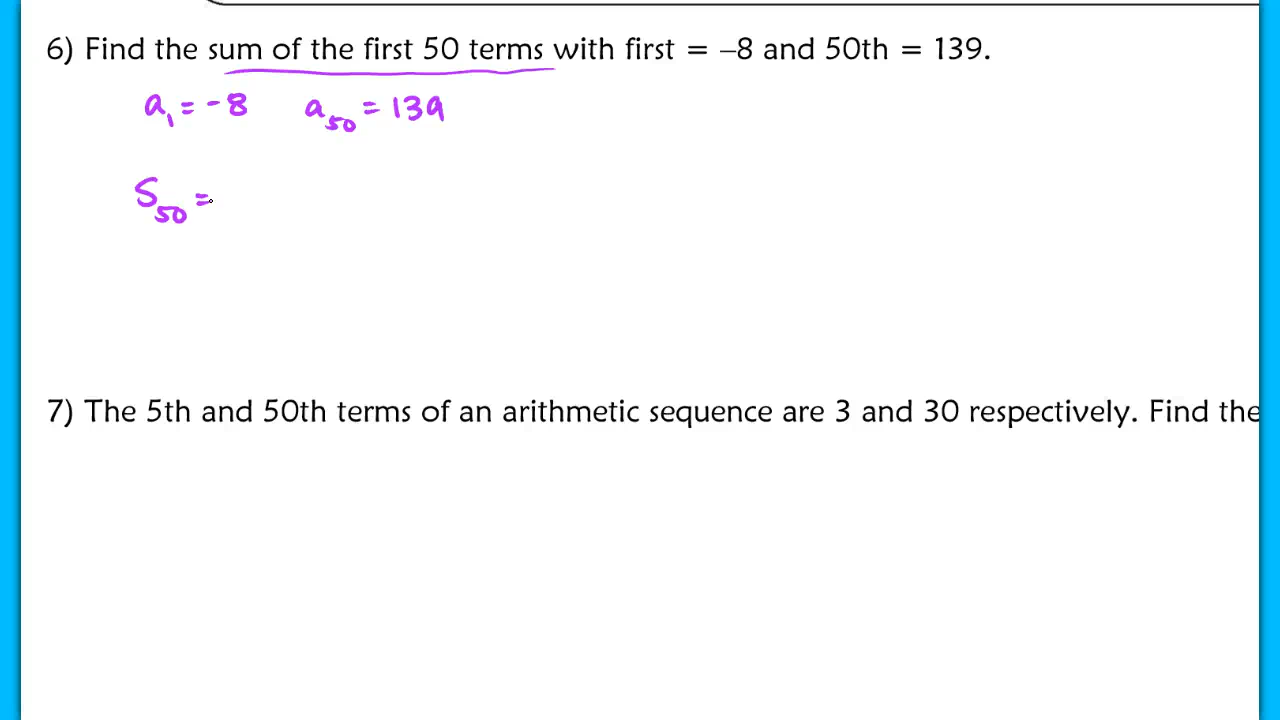 6) Find the sum of the first 50 terms with first = –8 and 50th = 139.
a₁ = -8 a₅₀ = 139
S₅₀ =
7) The 5th and 50th terms of an arithmetic sequence are 3 and 30 respectively. Find the